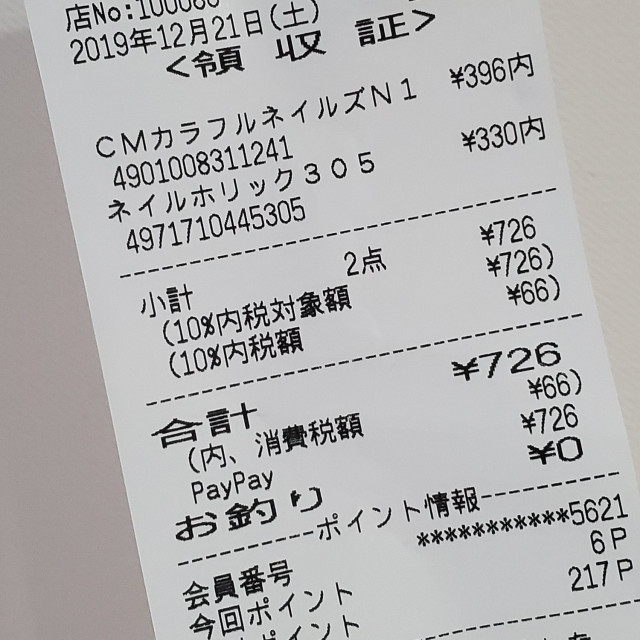 店No:100080
2019年12月21日(土)
<領 収 証>
CMカラフルネイルズN1 ¥396内
4901008311241
ネイルホリック305 ¥330内
4971710445305
小計 2点 ¥726
(10%内税対象額 ¥726)
(10%内税額 ¥66)
合計 ¥726
(内、消費税額 ¥66)
PayPay ¥726
お釣り ¥0
ポイント情報
会員番号 ***********5621
今回ポイント 6P
ポイント 217P